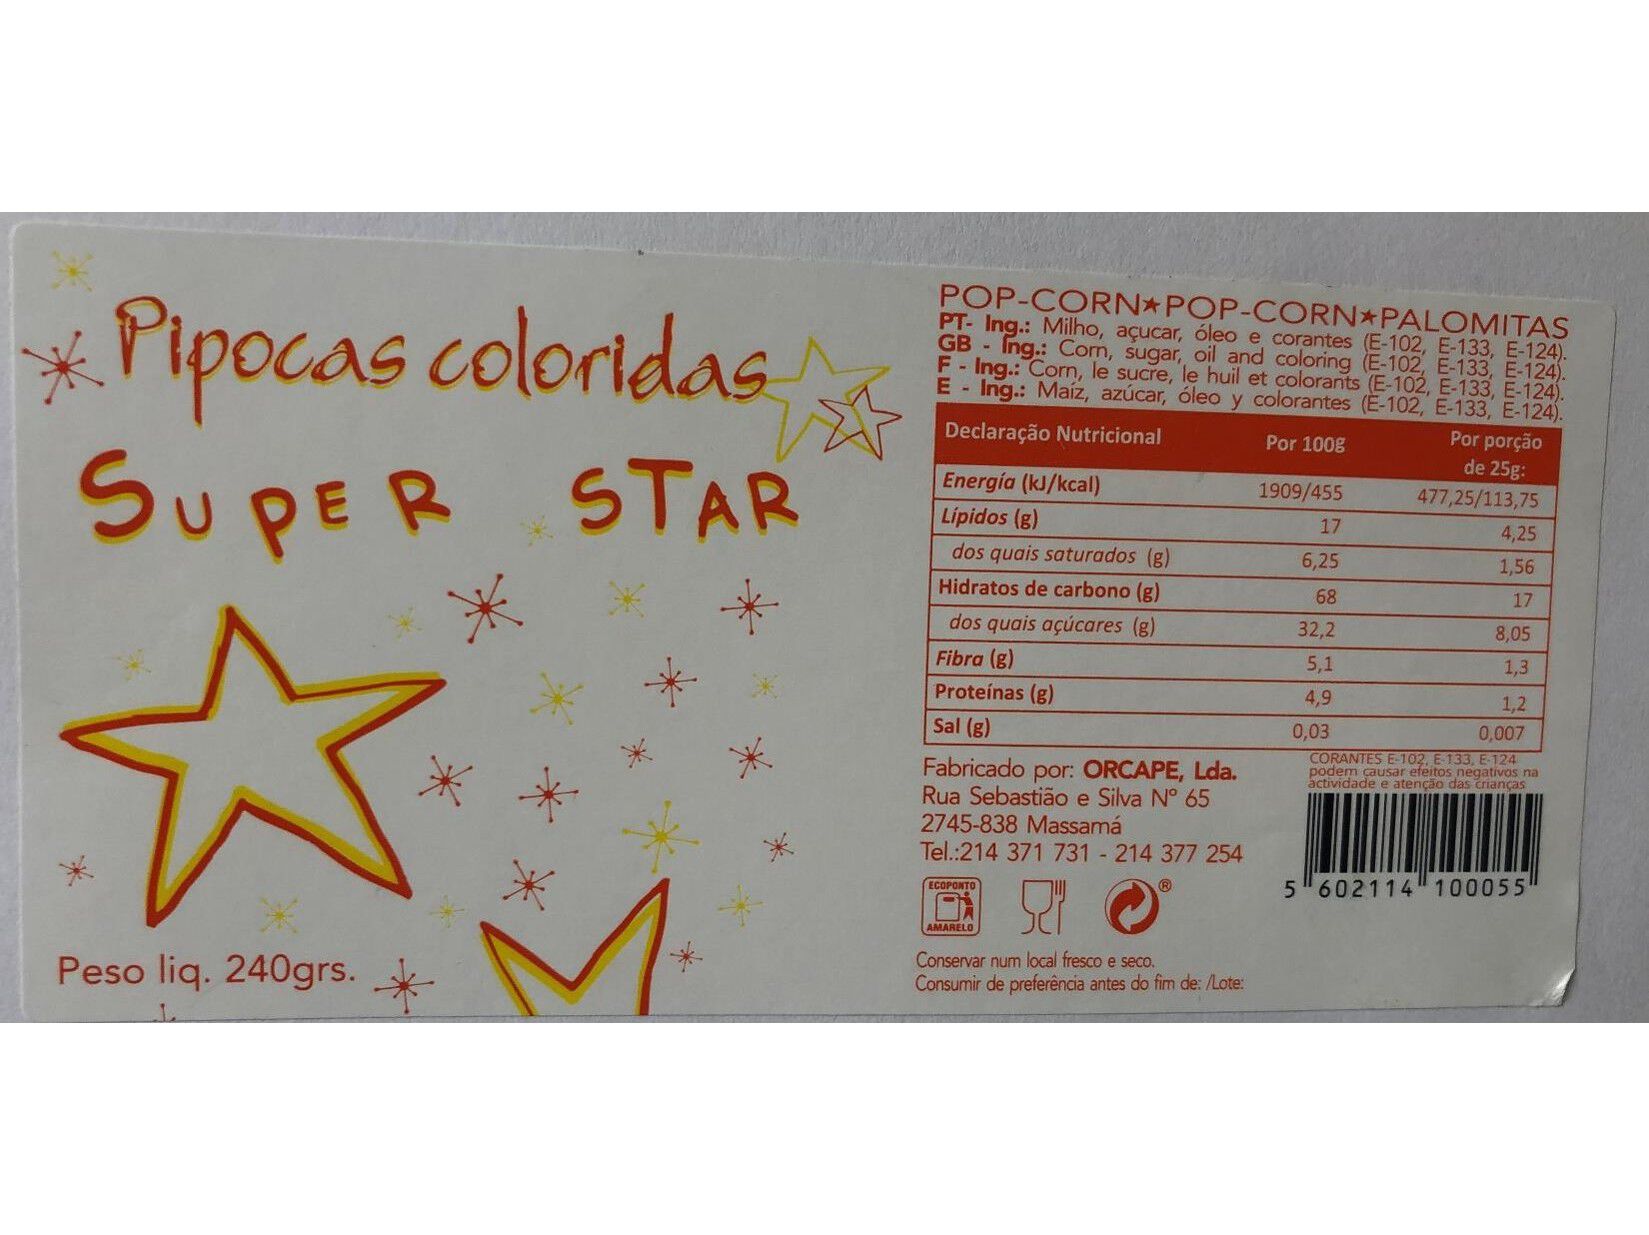 Pipocas coloridas
SUPER STAR
Peso liq. 240grs.
POP-CORN★POP-CORN★PALOMITAS
PT- Ing.: Milho, açucar, óleo e corantes (E-102, E-133, E-124).
GB - Ing.: Corn, sugar, oil and coloring (E-102, E-133, E-124).
F - Ing.: Corn, le sucre, le huil et colorants (E-102, E-133, E-124).
E - Ing.: Maíz, azúcar, óleo y colorantes (E-102, E-133, E-124).
Declaração Nutricional Por 100g Por porção
de 25g:
Energía (kJ/kcal) 1909/455 477,25/113,75
Lípidos (g) 17 4,25
dos quais saturados (g) 6,25 1,56
Hidratos de carbono (g) 68 17
dos quais açúcares (g) 32,2 8,05
Fibra (g) 5,1 1,3
Proteínas (g) 4,9 1,2
Sal (g) 0,03 0,007
CORANTES E-102, E-133, E-124
podem causar efeitos negativos na
actividade e atenção das crianças
Fabricado por: ORCAPE, Lda.
Rua Sebastião e Silva Nº 65
2745-838 Massamá
Tel.:214 371 731 - 214 377 254
5 602114 100055
ECOPONTO
AMARELO
®
Conservar num local fresco e seco.
Consumir de preferência antes do fim de: /Lote: